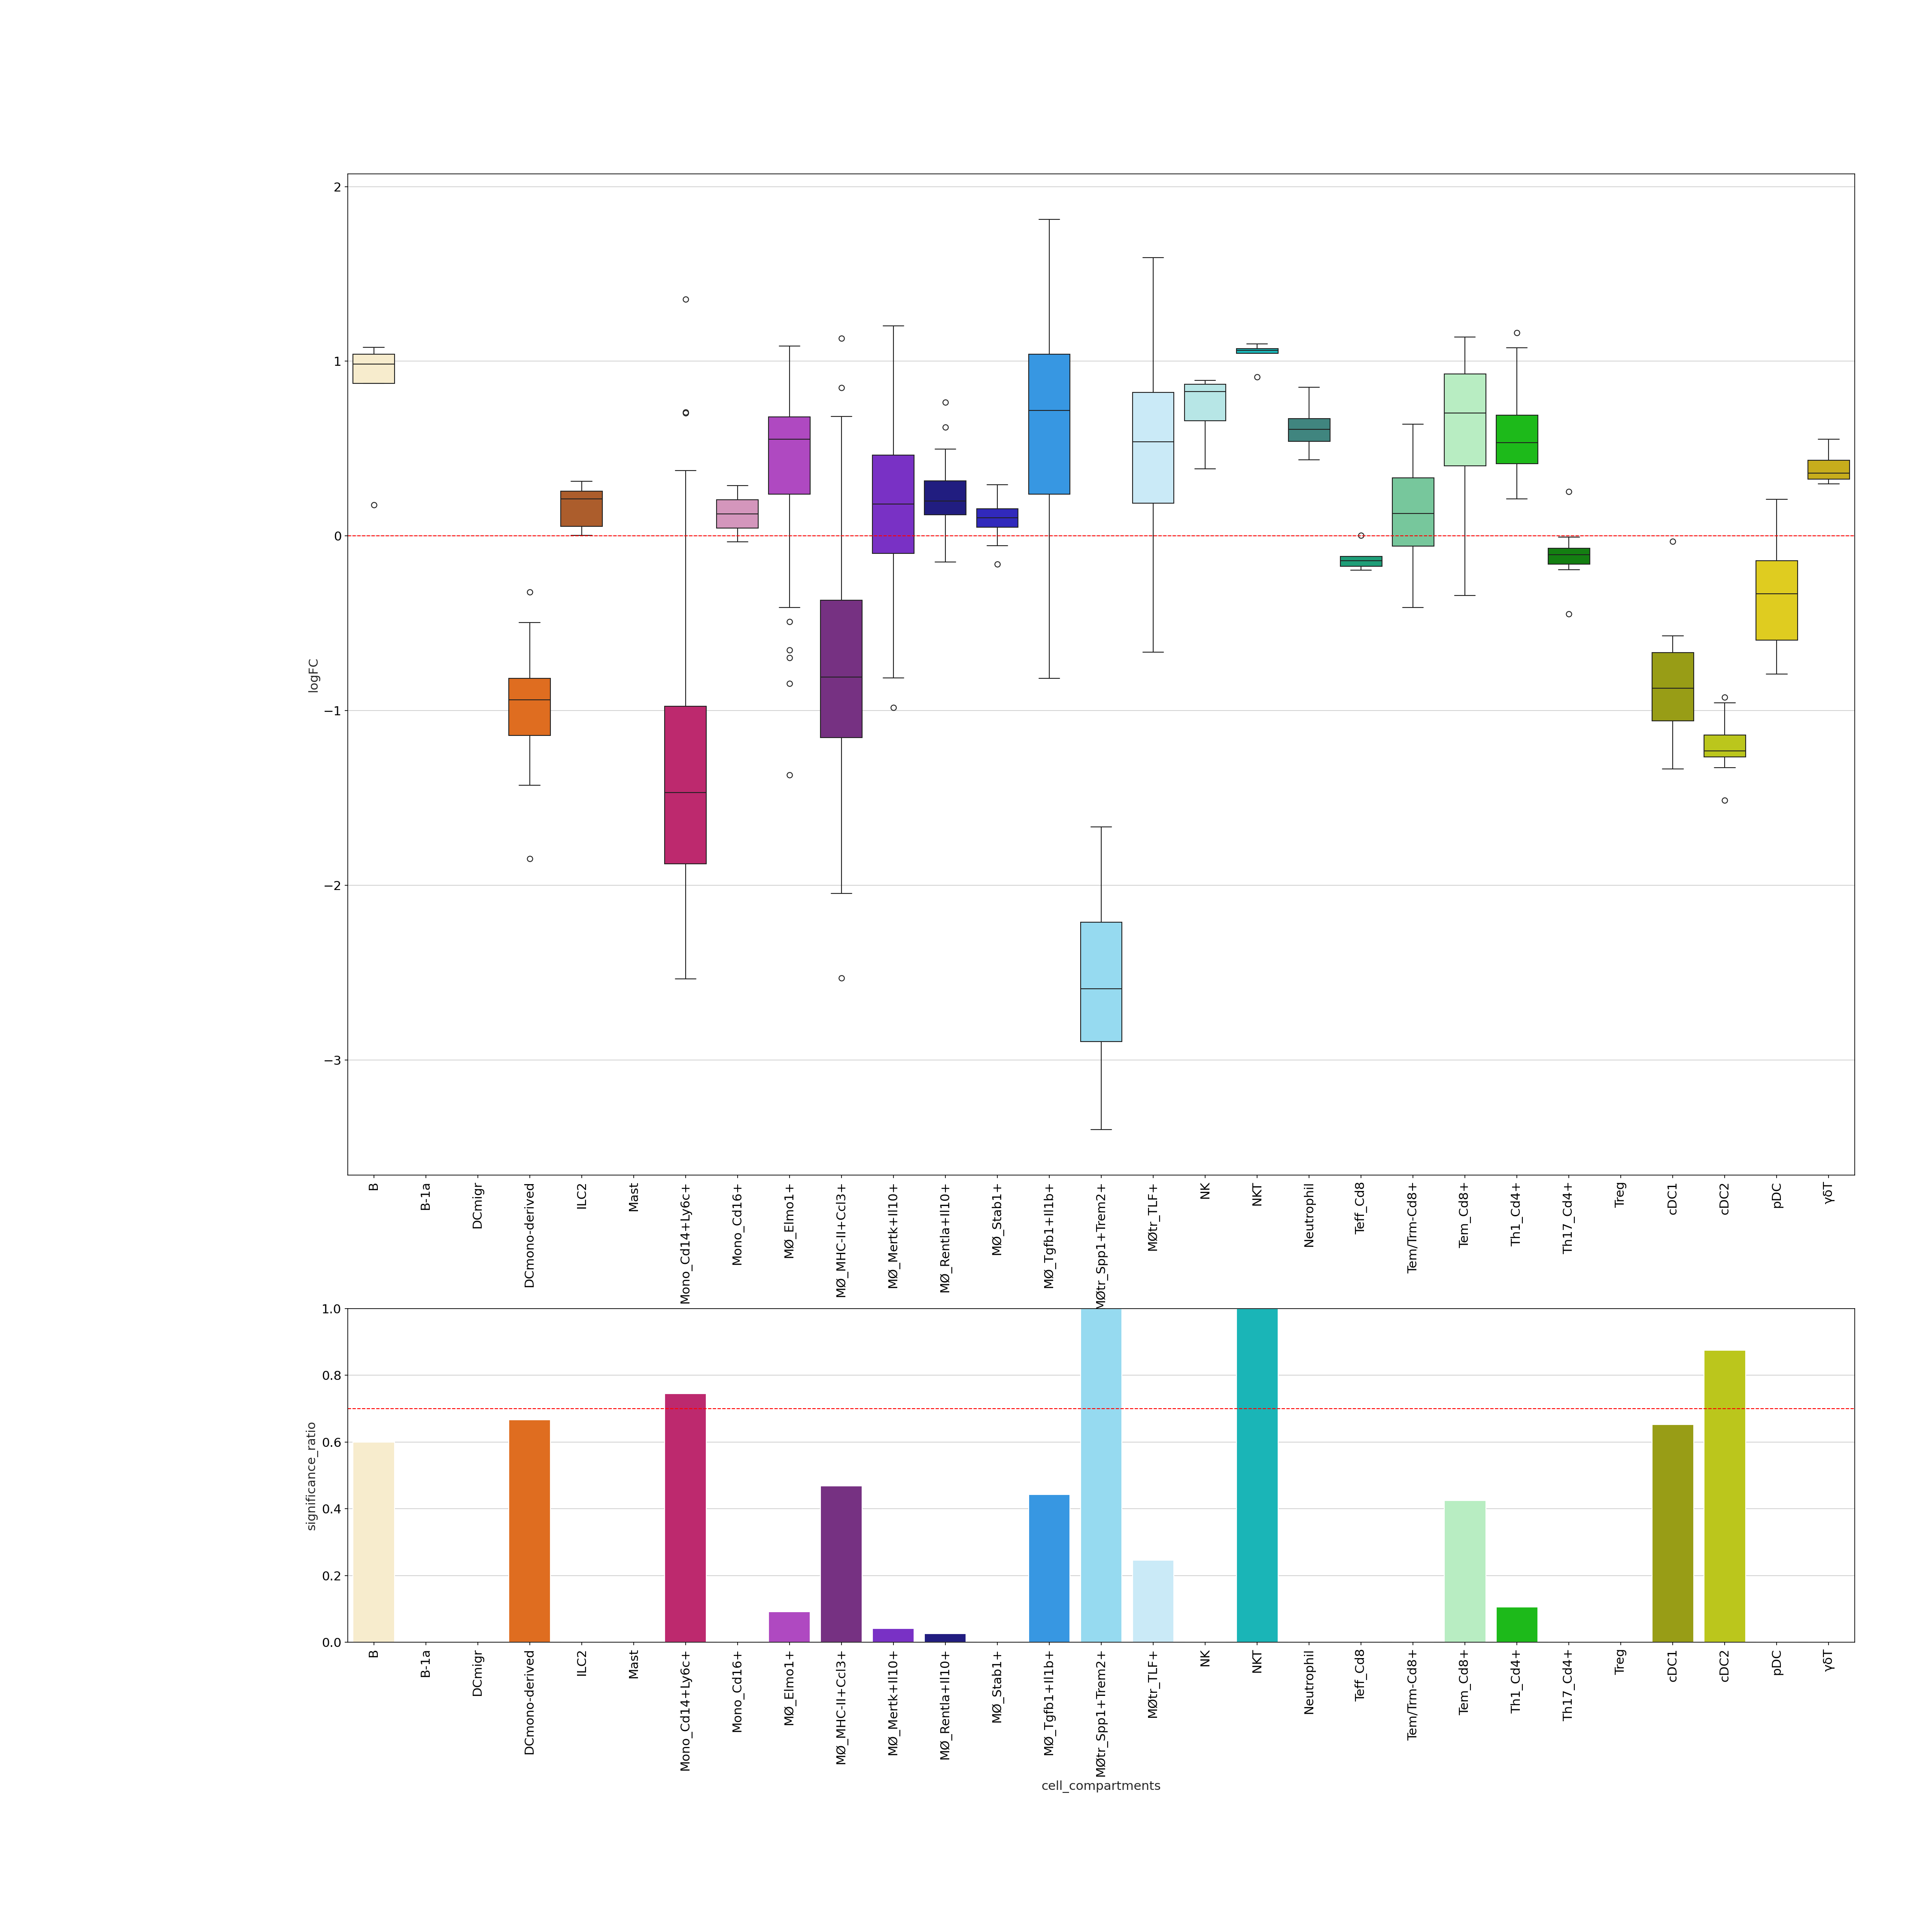 2
1
0
−1
−2
−3
logFC
B
B-1a
DCmigr
DCmono-derived
ILC2
Mast
Mono_Cd14+Ly6c+
Mono_Cd16+
MØ_Elmo1+
MØ_MHC-II+Ccl3+
MØ_Mertk+Il10+
MØ_Rentla+Il10+
MØ_Stab1+
MØ_Tgfb1+Il1b+
MØtr_Spp1+Trem2+
MØtr_TLF+
NK
NKT
Neutrophil
Teff_Cd8
Tem/Trm-Cd8+
Tem_Cd8+
Th1_Cd4+
Th17_Cd4+
Treg
cDC1
cDC2
pDC
γδT
1.0
0.8
0.6
0.4
0.2
0.0
significance_ratio
B
B-1a
DCmigr
DCmono-derived
ILC2
Mast
Mono_Cd14+Ly6c+
Mono_Cd16+
MØ_Elmo1+
MØ_MHC-II+Ccl3+
MØ_Mertk+Il10+
MØ_Rentla+Il10+
MØ_Stab1+
MØ_Tgfb1+Il1b+
MØtr_Spp1+Trem2+
MØtr_TLF+
NK
NKT
Neutrophil
Teff_Cd8
Tem/Trm-Cd8+
Tem_Cd8+
Th1_Cd4+
Th17_Cd4+
Treg
cDC1
cDC2
pDC
γδT
cell_compartments